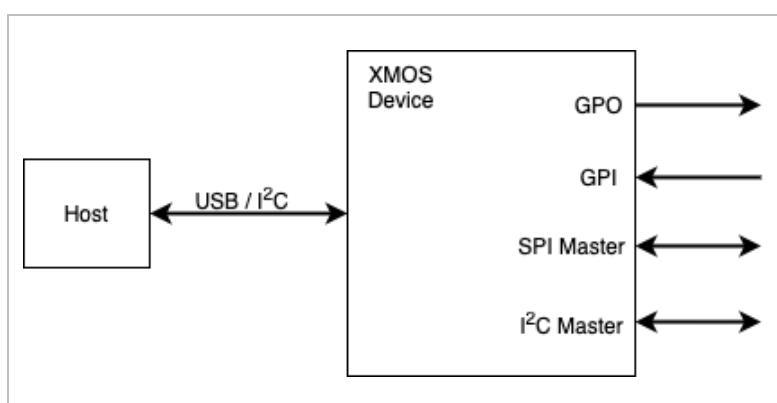 XMOS
Device
GPO
GPI
Host
USB / I²C
SPI Master
I²C Master